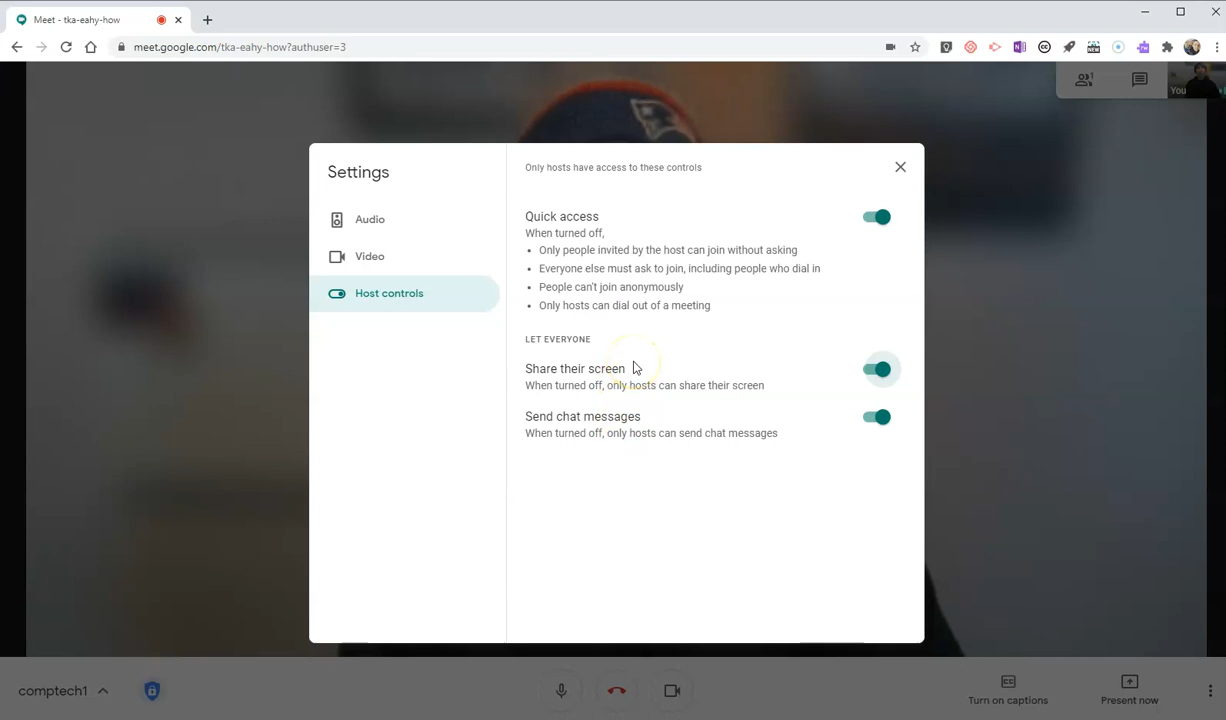 Meet - tka-eahy-how
meet.google.com/tka-eahy-how?authuser=3
1
You
Settings
Only hosts have access to these controls
Audio
Video
Host controls
Quick access
When turned off,
• Only people invited by the host can join without asking
• Everyone else must ask to join, including people who dial in
• People can't join anonymously
• Only hosts can dial out of a meeting
LET EVERYONE
Share their screen
When turned off, only hosts can share their screen
Send chat messages
When turned off, only hosts can send chat messages
comptech1
CC
Turn on captions
Present now